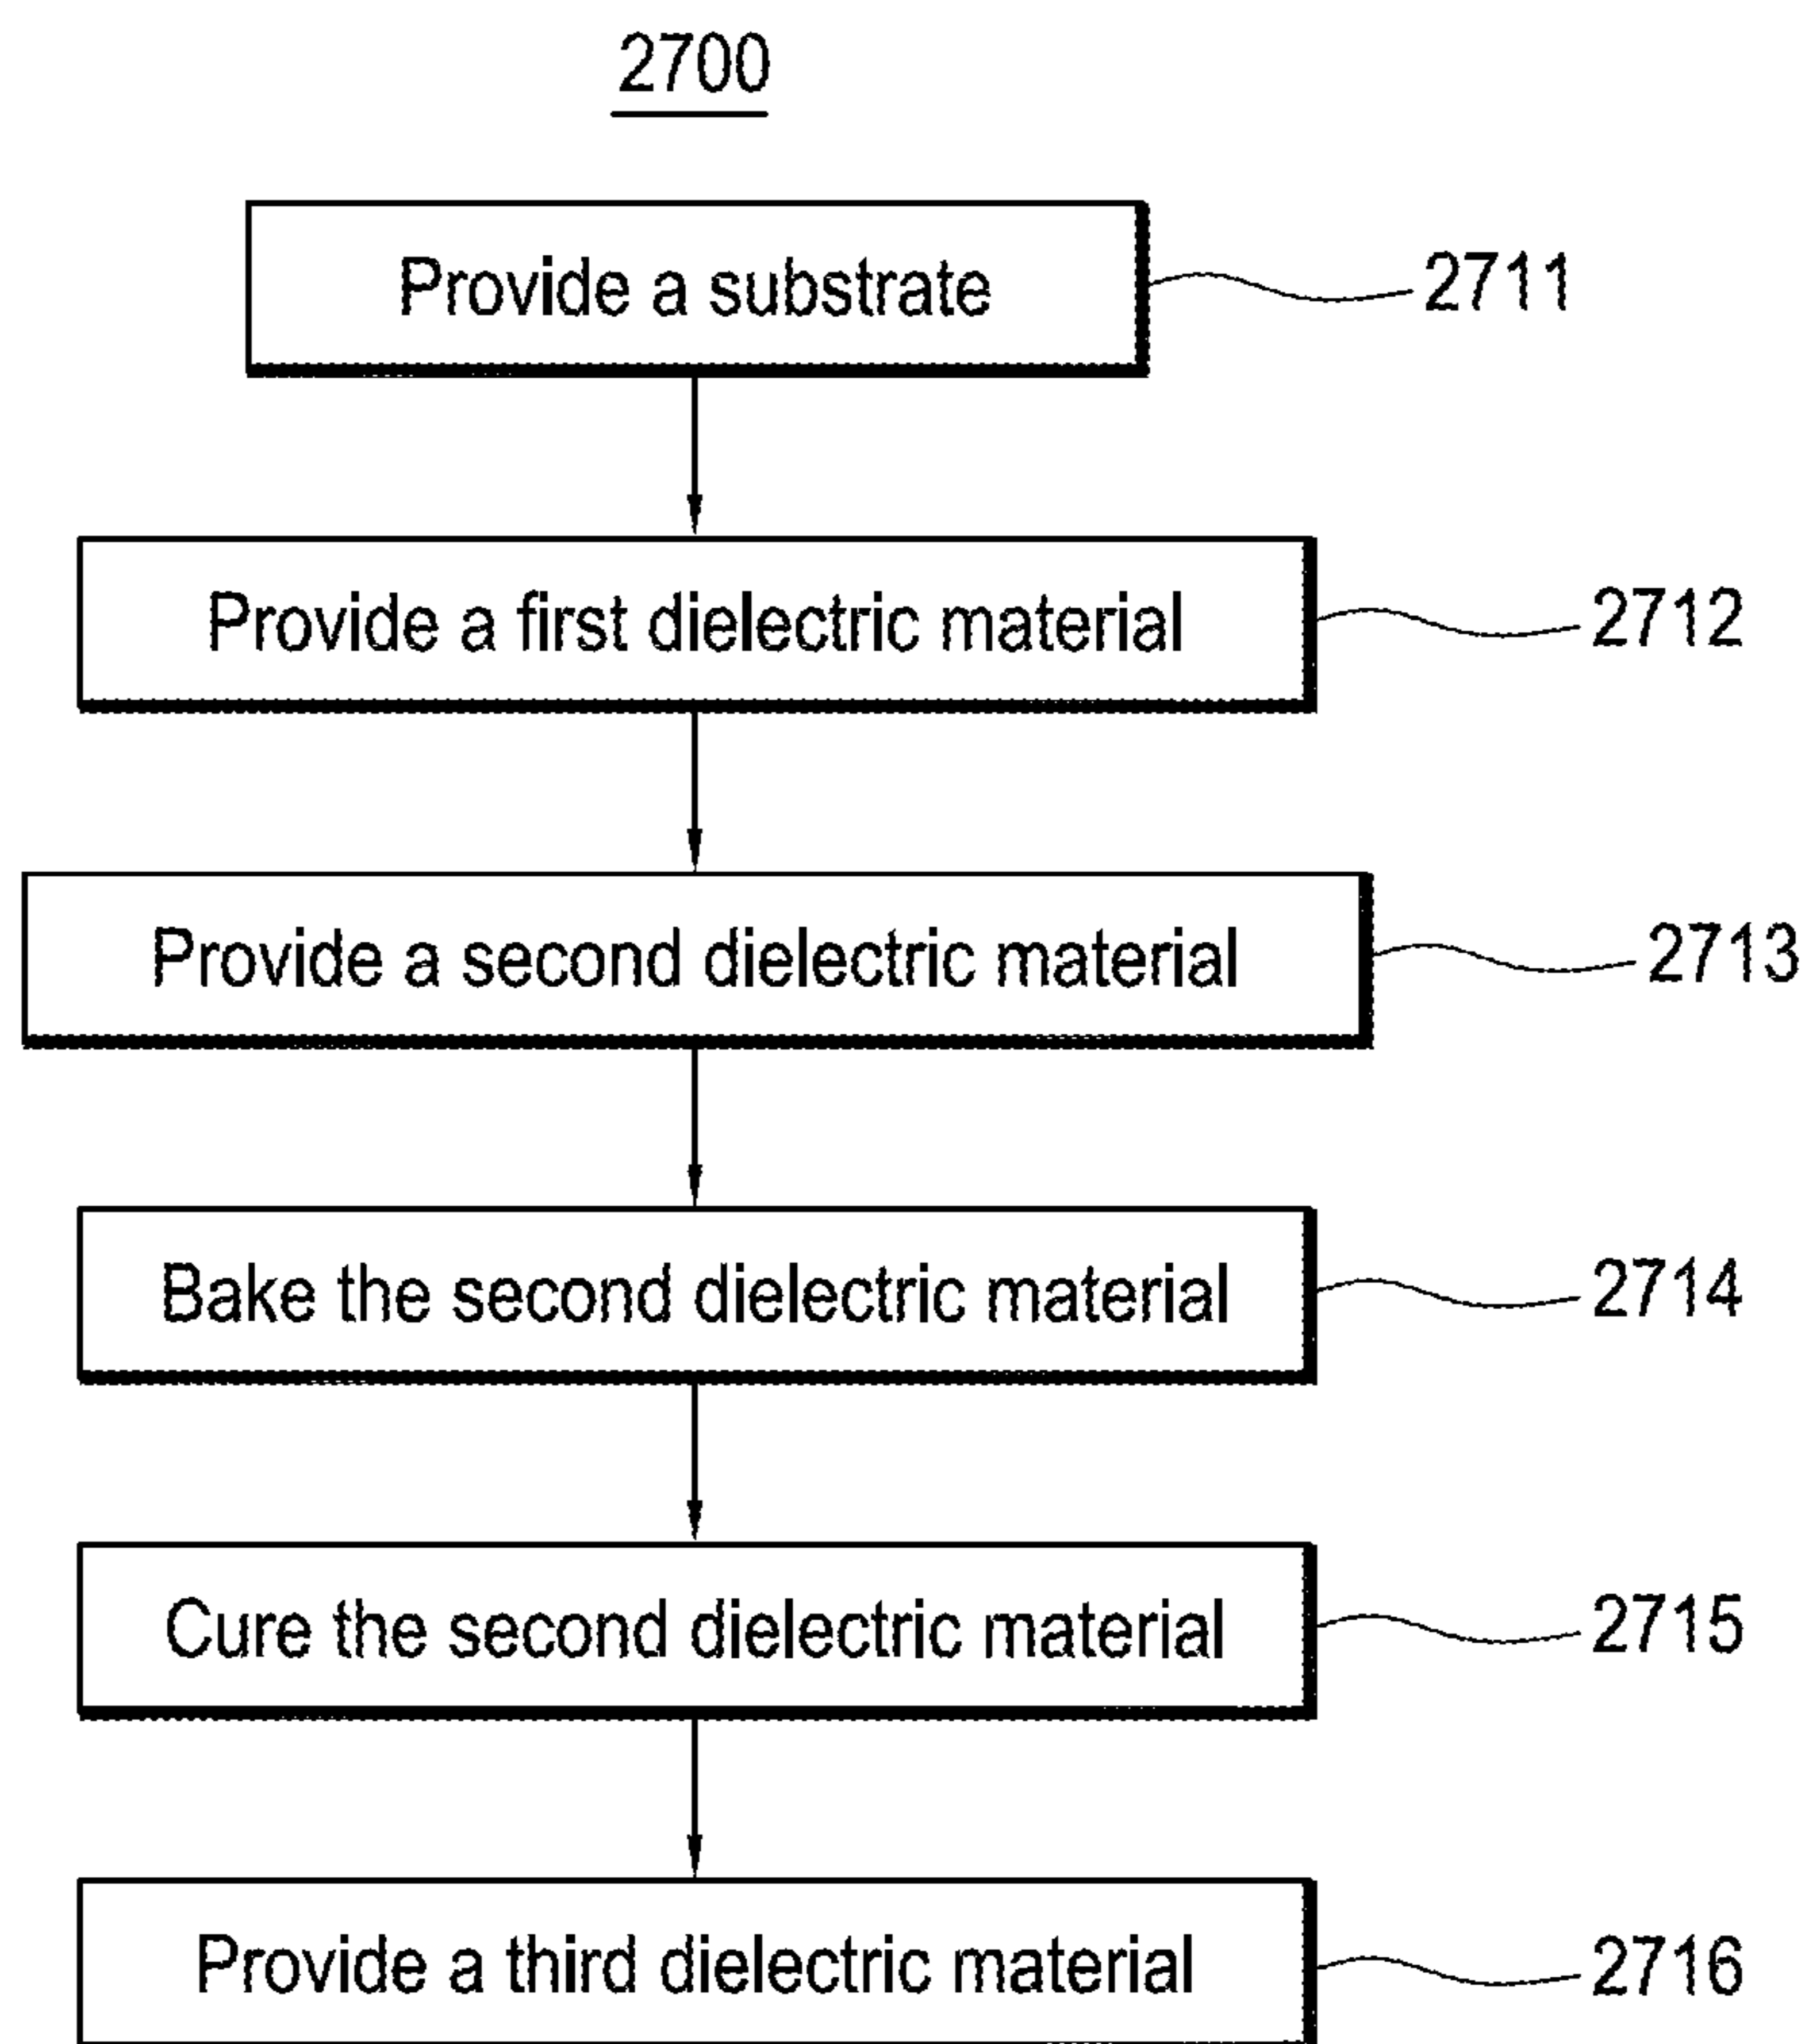 2700
Provide a substrate 2711
Provide a first dielectric material 2712
Provide a second dielectric material 2713
Bake the second dielectric material 2714
Cure the second dielectric material 2715
Provide a third dielectric material 2716